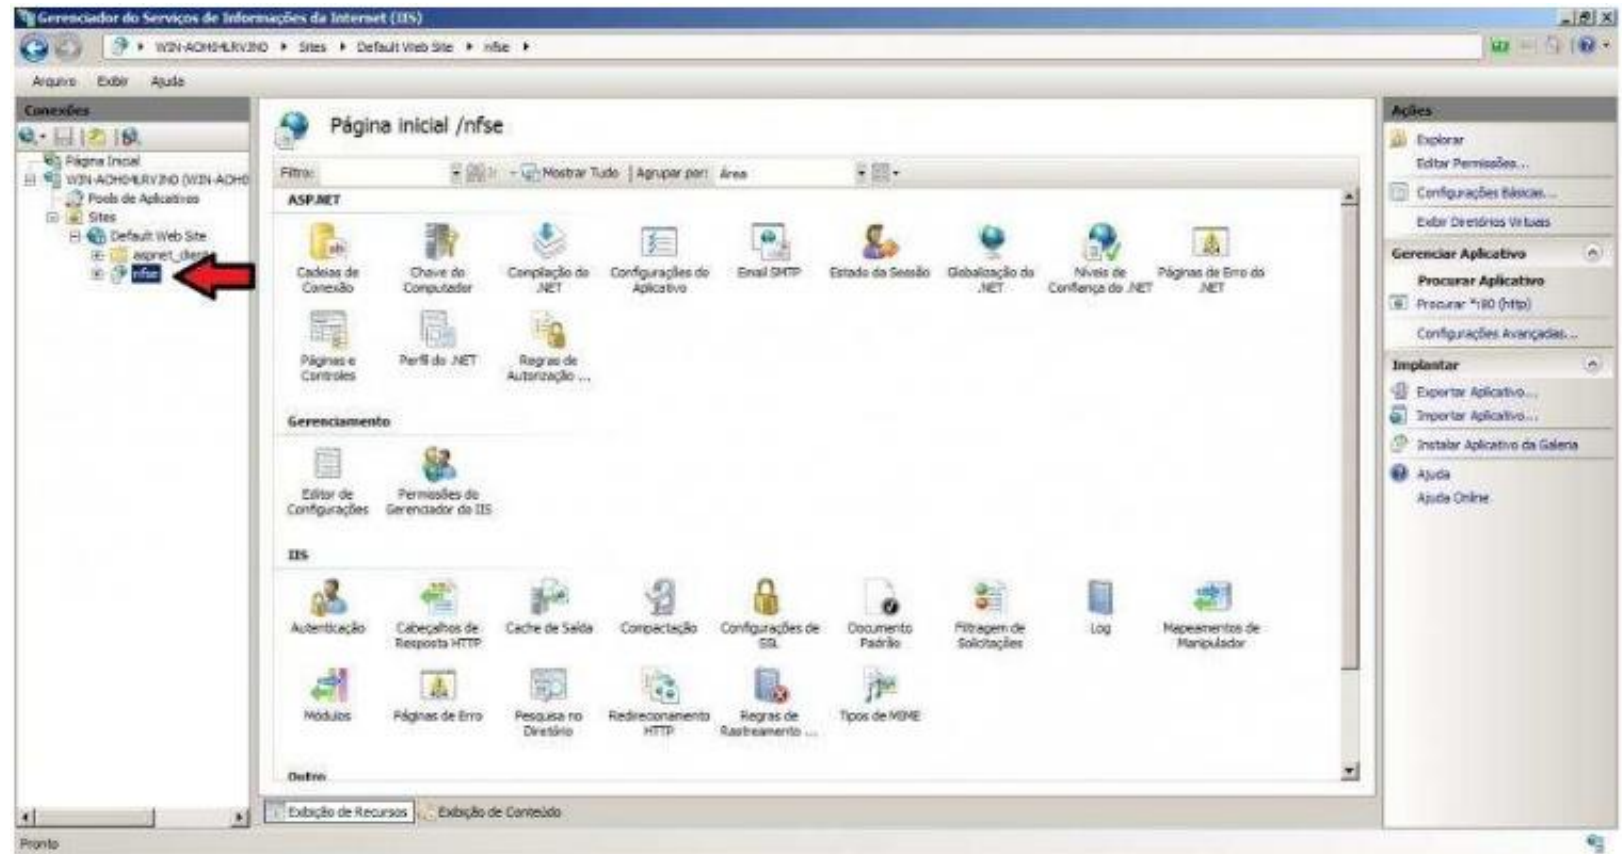 Gerenciador do Serviços de Informações da Internet (IIS)
Sites
Default Web Site
nfse
Arquivo Exibir Ajuda
Conexões
Página Inicial
Pools de Aplicativos
Sites
Default Web Site
nfse
Página inicial /nfse
Filtro: Ir Mostrar Tudo Agrupar por: Área
ASP.NET
Cadeias de
Conexão
Chave do
Computador
Compilação do
.NET
Configurações do
Aplicativo
Email SMTP
Estado da Sessão
Globalização do
.NET
Níveis de
Confiança do .NET
Páginas de Erro do
.NET
Páginas e
Controles
Perfil do .NET
Regras de
Autorização ...
Gerenciamento
Editor de
Configurações
Permissões do
Gerenciador do IIS
IIS
Autenticação
Cabeçalhos de
Resposta HTTP
Cache de Saída
Compactação
Configurações de
SSL
Documento
Padrão
Filtragem de
Solicitações
Log
Mapeamentos de
Manipulador
Módulos
Páginas de Erro
Pesquisa no
Diretório
Redirecionamento
HTTP
Regras de
Rastreamento ...
Tipos de MIME
Outro
Exibição de Recursos Exibição de Conteúdo
Pronto
Ações
Explorar
Editar Permissões...
Configurações Básicas...
Exibir Diretórios Virtuais
Gerenciar Aplicativo
Procurar Aplicativo
Procurar *:80 (http)
Configurações Avançadas...
Implantar
Exportar Aplicativo...
Importar Aplicativo...
Instalar Aplicativo da Galeria
Ajuda
Ajuda Online